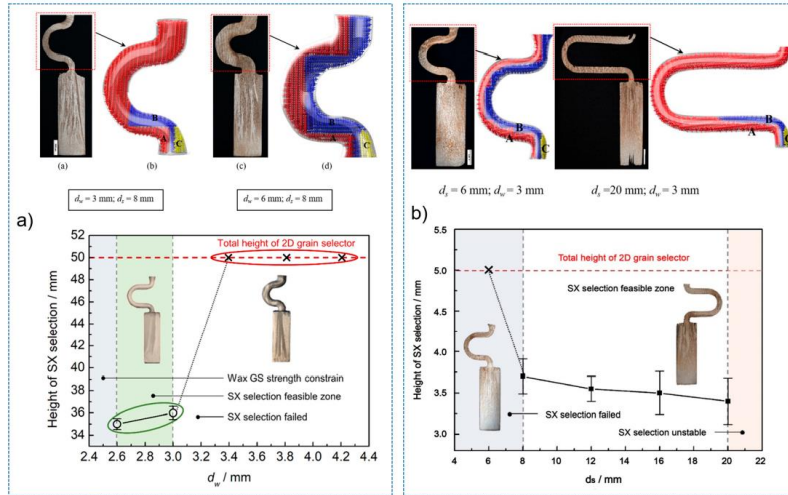 B
A
C
B
A
C
(a)
(b)
(c)
(d)
dw = 3 mm; ds = 8 mm
dw = 6 mm; ds = 8 mm
a)
Total height of 2D grain selector
Wax GS strength constrain
SX selection feasible zone
SX selection failed
Height of SX selection / mm
52
50
48
46
44
42
40
38
36
34
2.4
2.6
2.8
3.0
3.2
3.4
3.6
3.8
4.0
4.2
4.4
dw / mm
B
A
C
B
A
C
ds = 6 mm; dw = 3 mm
ds =20 mm; dw = 3 mm
b)
Total height of 2D grain selector
SX selection feasible zone
SX selection failed
SX selection unstable
Height of SX selection / mm
5.5
5.0
4.5
4.0
3.5
3.0
4
6
8
10
12
14
16
18
20
22
ds / mm